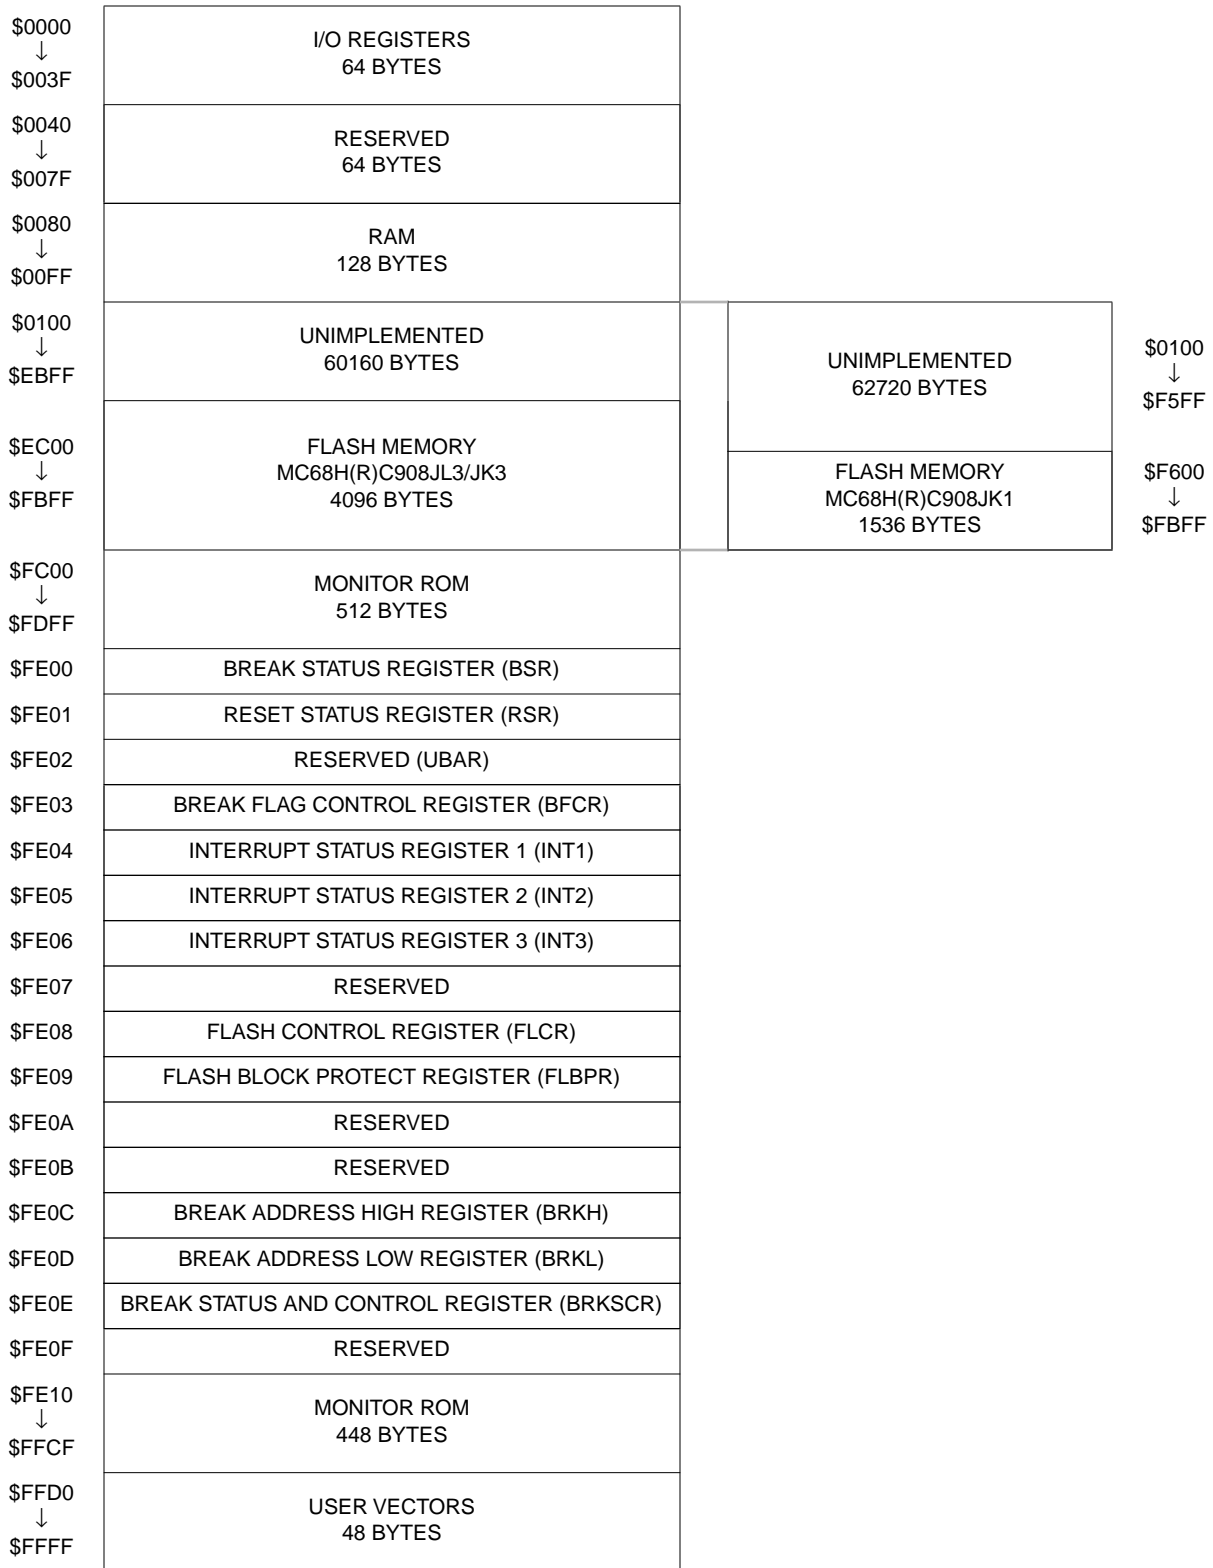 $0000
↓
$003F
I/O REGISTERS
64 BYTES
$0040
↓
$007F
RESERVED
64 BYTES
$0080
↓
$00FF
RAM
128 BYTES
$0100
↓
$EBFF
UNIMPLEMENTED
60160 BYTES
UNIMPLEMENTED
62720 BYTES
$0100
↓
$F5FF
$EC00
↓
$FBFF
FLASH MEMORY
MC68H(R)C908JL3/JK3
4096 BYTES
FLASH MEMORY
MC68H(R)C908JK1
1536 BYTES
$F600
↓
$FBFF
$FC00
↓
$FDFF
MONITOR ROM
512 BYTES
$FE00 BREAK STATUS REGISTER (BSR)
$FE01 RESET STATUS REGISTER (RSR)
$FE02 RESERVED (UBAR)
$FE03 BREAK FLAG CONTROL REGISTER (BFCR)
$FE04 INTERRUPT STATUS REGISTER 1 (INT1)
$FE05 INTERRUPT STATUS REGISTER 2 (INT2)
$FE06 INTERRUPT STATUS REGISTER 3 (INT3)
$FE07 RESERVED
$FE08 FLASH CONTROL REGISTER (FLCR)
$FE09 FLASH BLOCK PROTECT REGISTER (FLBPR)
$FE0A RESERVED
$FE0B RESERVED
$FE0C BREAK ADDRESS HIGH REGISTER (BRKH)
$FE0D BREAK ADDRESS LOW REGISTER (BRKL)
$FE0E BREAK STATUS AND CONTROL REGISTER (BRKSCR)
$FE0F RESERVED
$FE10
↓
$FFCF
MONITOR ROM
448 BYTES
$FFD0
↓
$FFFF
USER VECTORS
48 BYTES